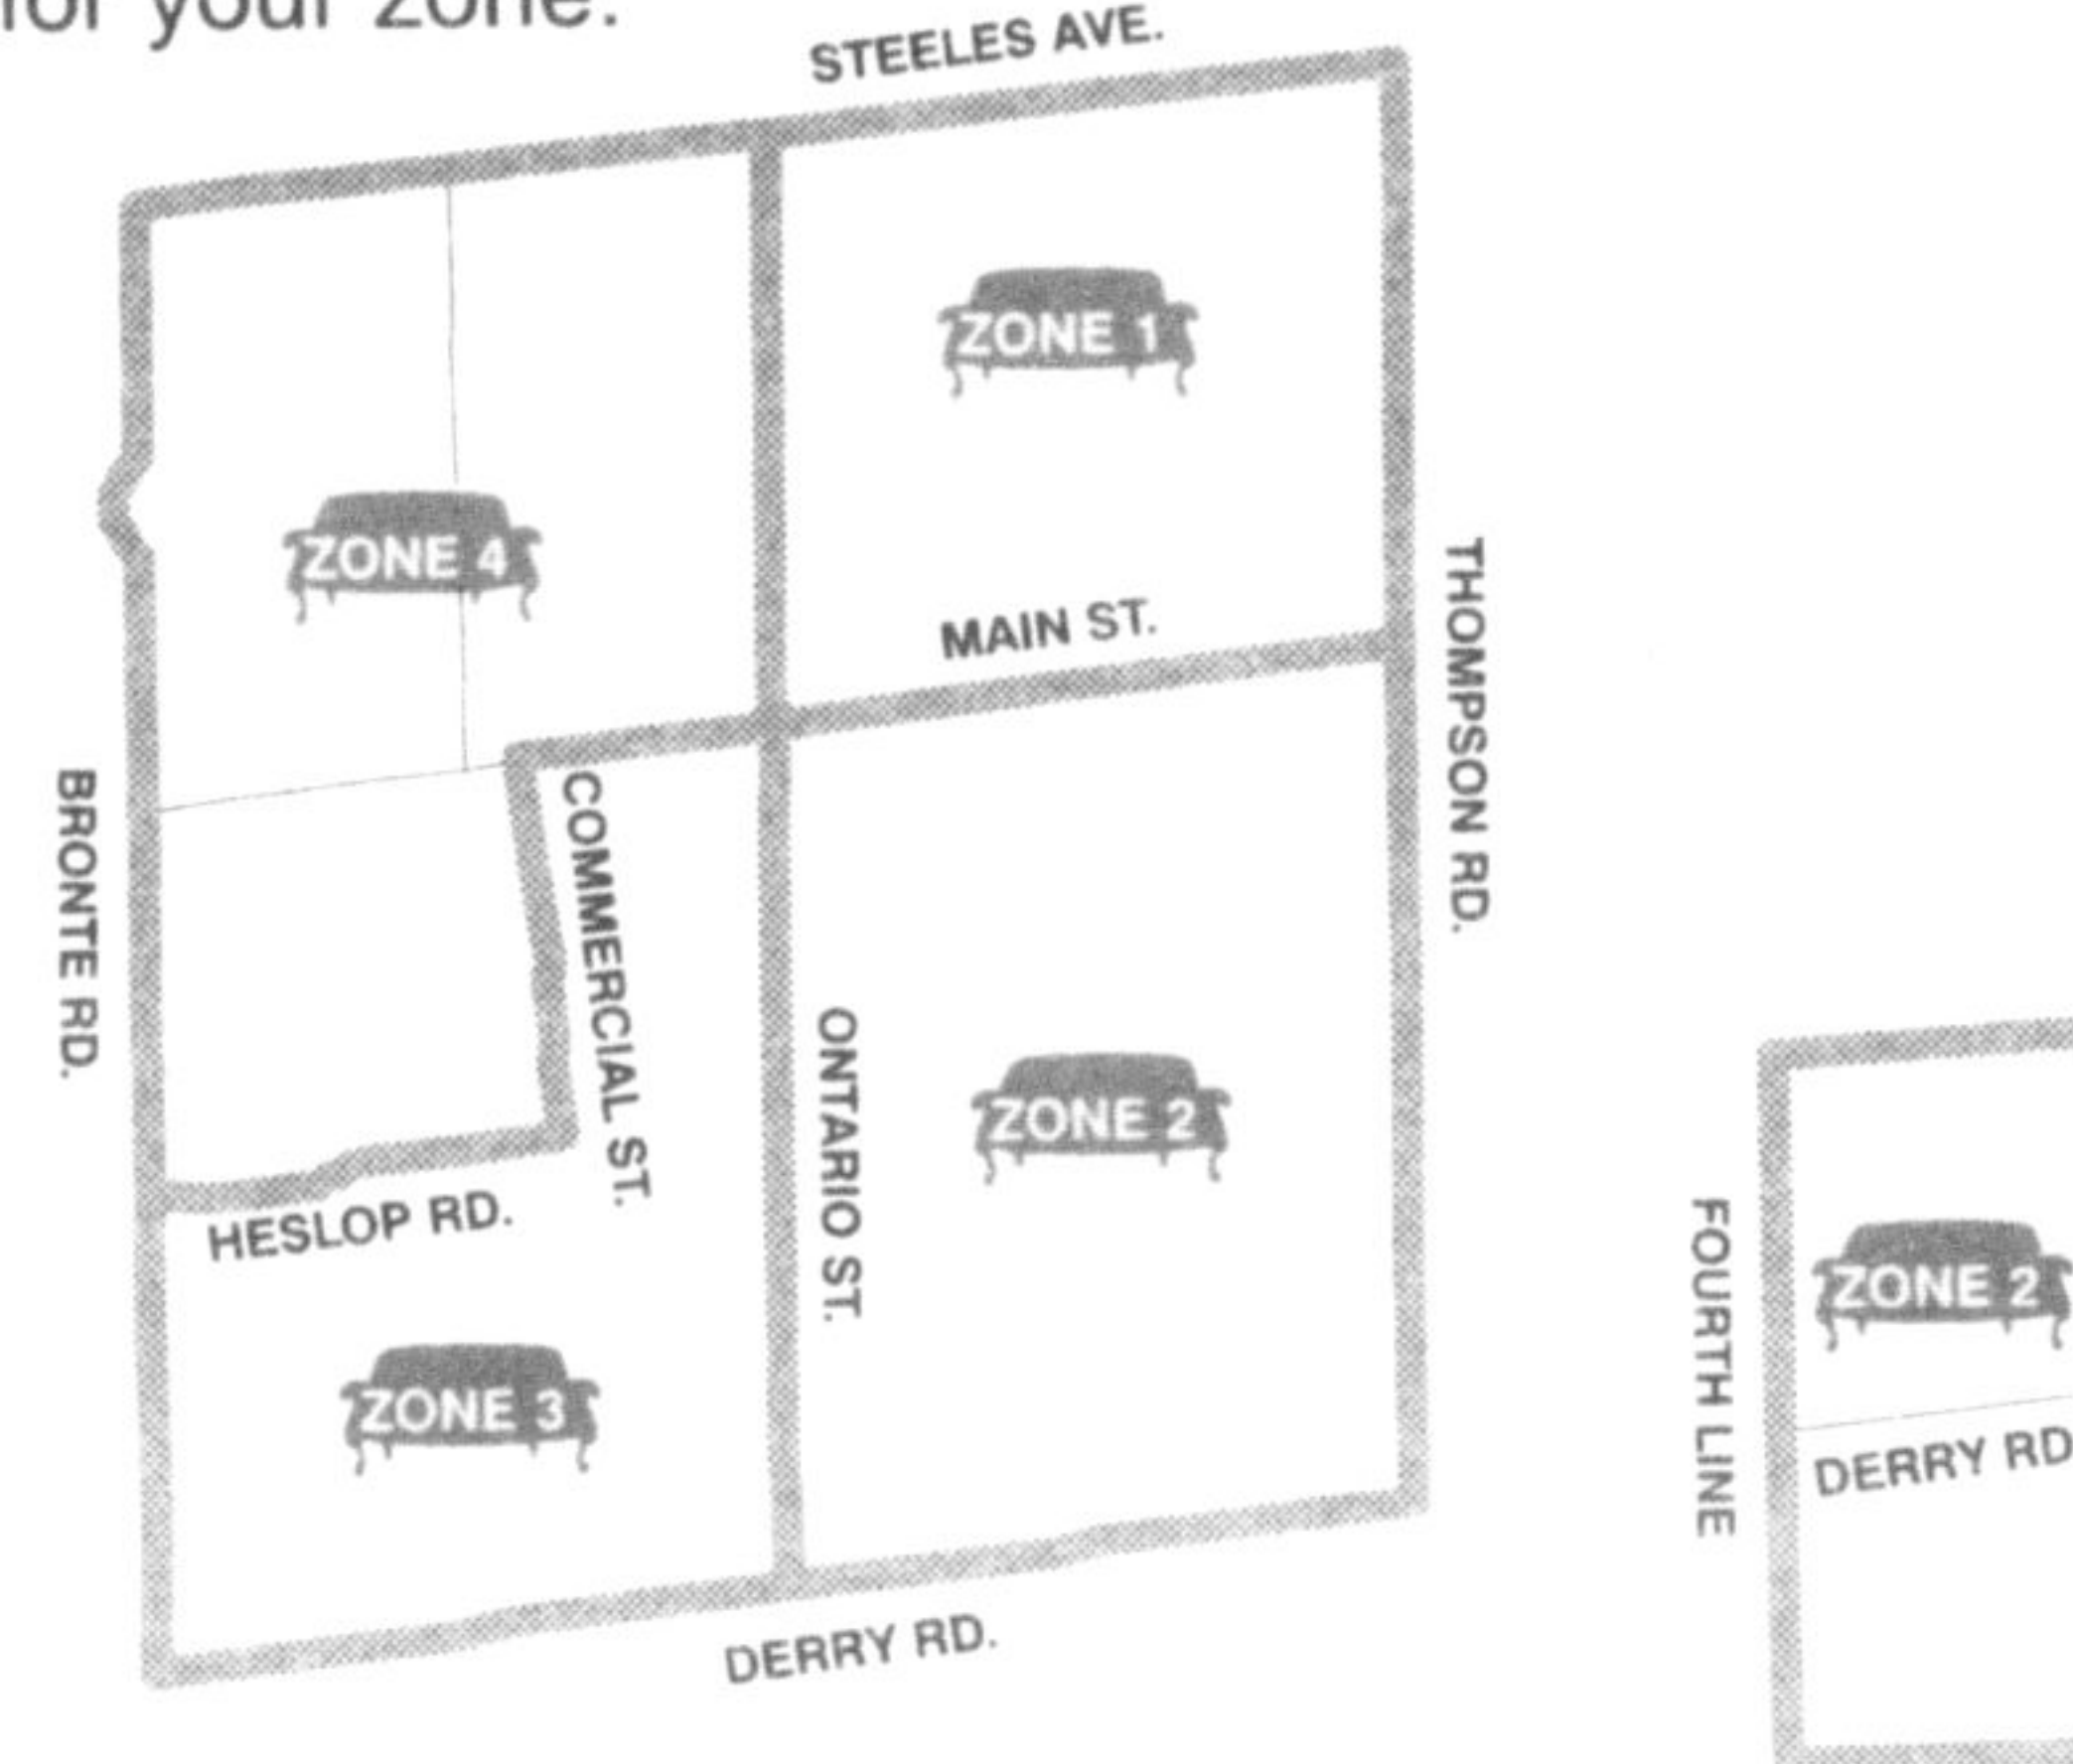 for your zone.
STEELES AVE.
ZONE 1
ZONE 4
MAIN ST.
THOMPSON RD.
BRONTE RD.
COMMERCIAL ST.
ONTARIO ST.
ZONE 2
HESLOP RD.
ZONE 3
DERRY RD.
FOURTH LINE
ZONE 2
DERRY RD